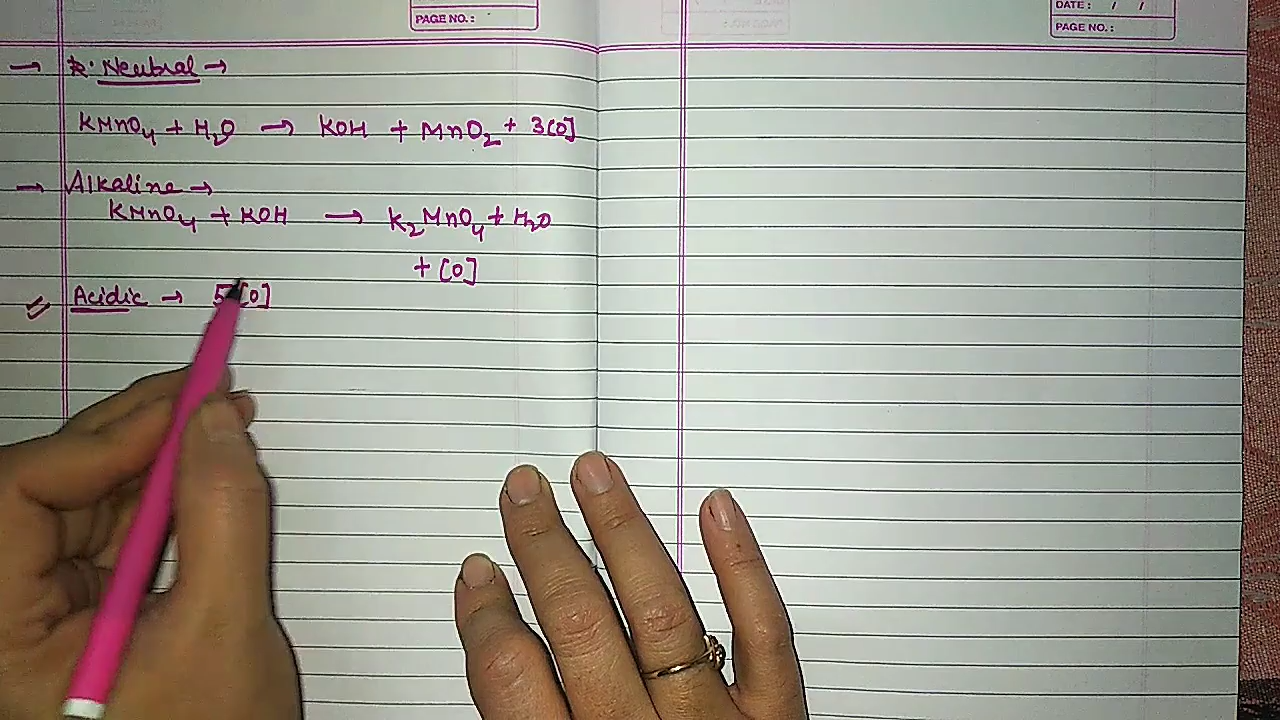 PAGE NO.:
DATE: / /
PAGE NO.:
→ Neutral →
KMnO₄ + H₂O → KOH + MnO₂ + 3[O]
→ Alkaline →
KMnO₄ + KOH → K₂MnO₄ + H₂O
+ [O]
Acidic → 5[O]